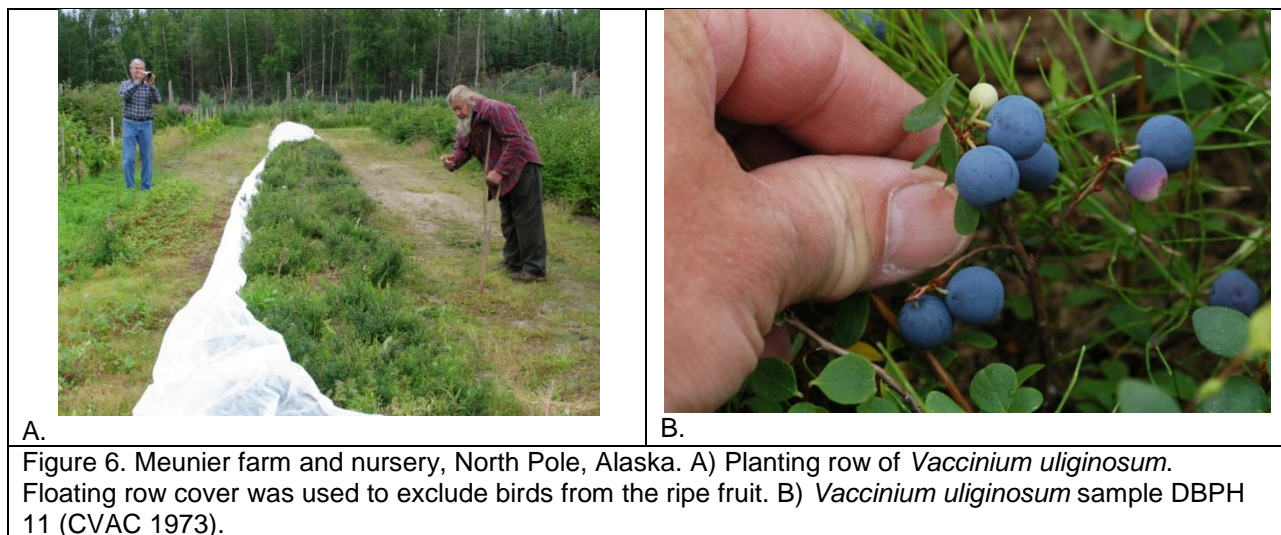 A.
B.
Figure 6. Meunier farm and nursery, North Pole, Alaska. A) Planting row of Vaccinium uliginosum.
Floating row cover was used to exclude birds from the ripe fruit. B) Vaccinium uliginosum sample DBPH
11 (CVAC 1973).